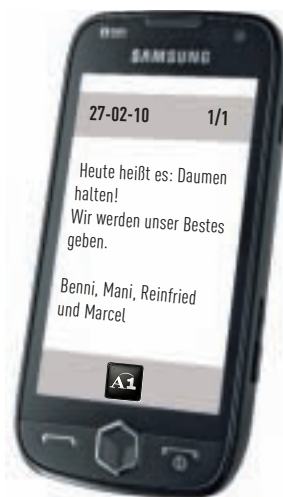 SAMSUNG
27-02-10 1/1
Heute heißt es: Daumen
halten!
Wir werden unser Bestes
geben.
Benni, Mani, Reinfried
und Marcel
A1